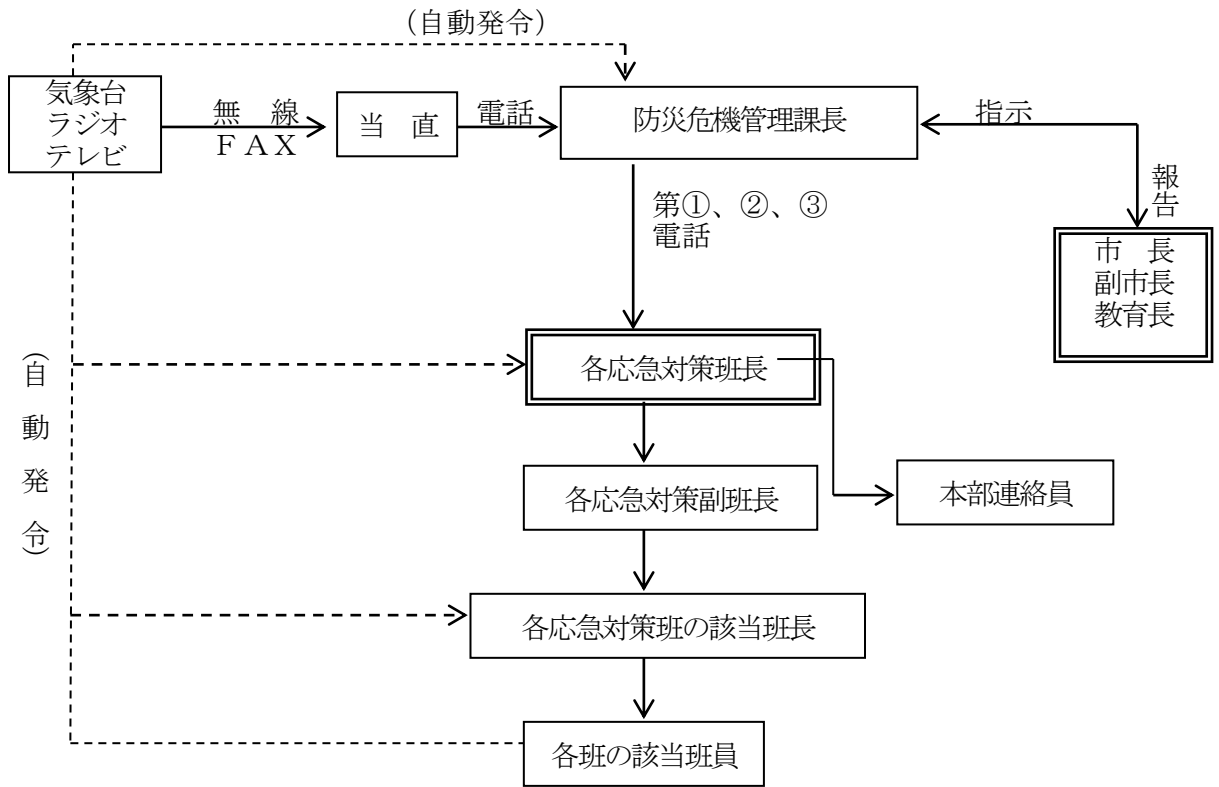 (自動発令)
気象台
ラジオ
テレビ
無　線
ＦＡＸ
当　直
電話
防災危機管理課長
指示
報告
第①、②、③
電話
市　長
副市長
教育長
(自動発令)
各応急対策班長
各応急対策副班長
本部連絡員
各応急対策班の該当班長
各班の該当班員